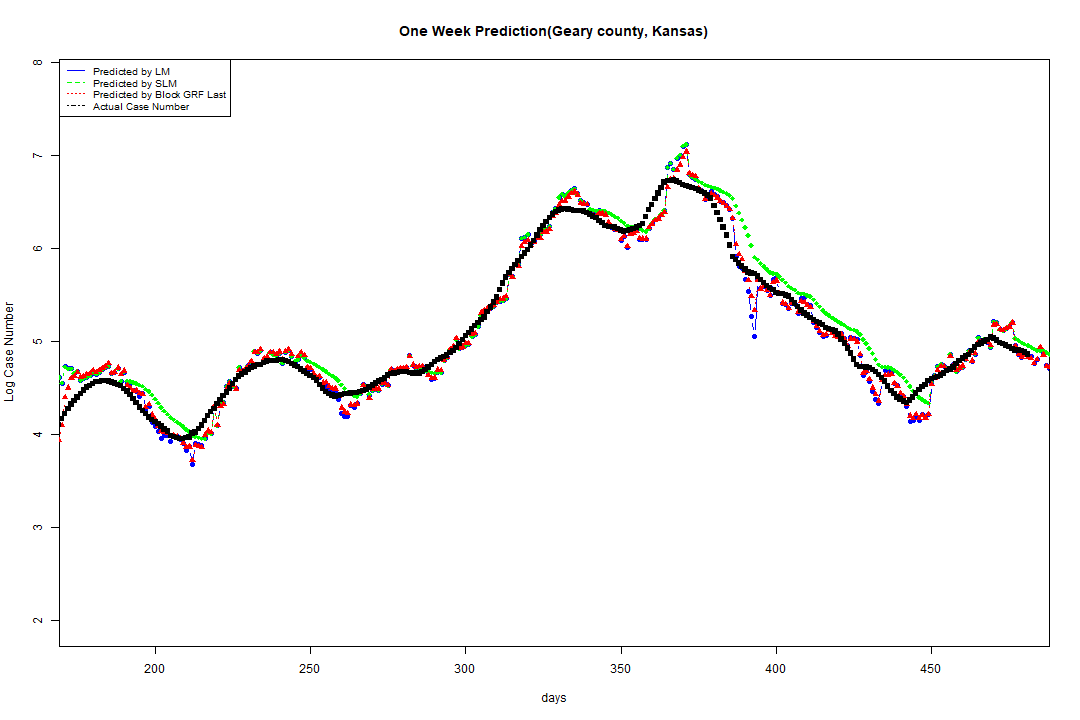 One Week Prediction(Geary county, Kansas)
Predicted by LM
Predicted by SLM
Predicted by Block GRF Last
Actual Case Number
8
7
6
5
4
3
2
Log Case Number
200 250 300 350 400 450
days